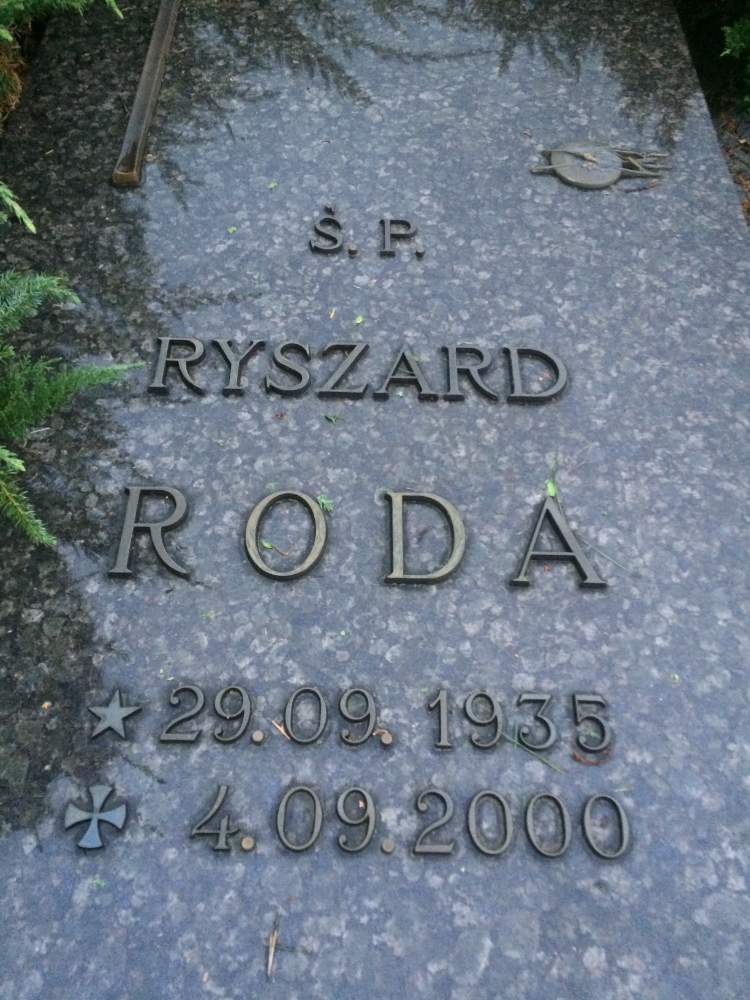 Ś. P.
RYSZARD
RODA
29.09.1935
4.09.2000